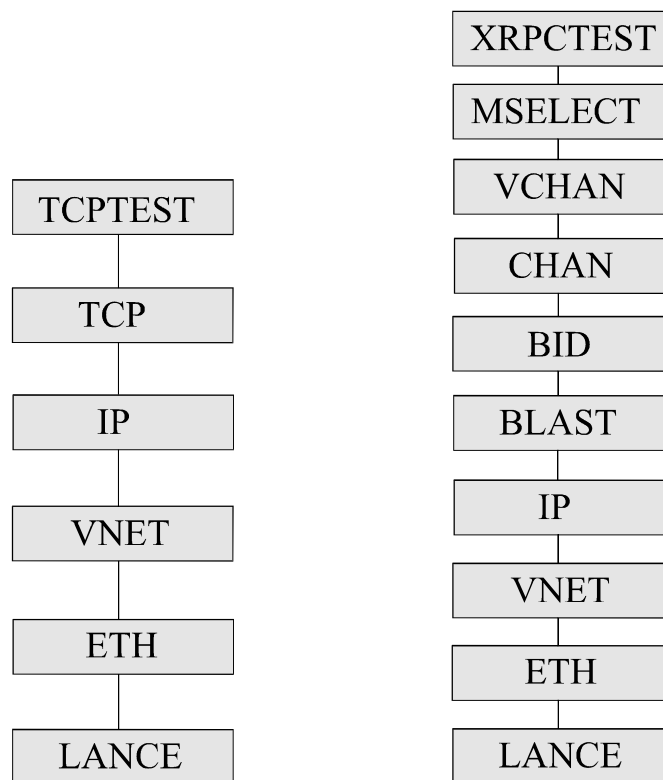 TCPTEST
TCP
IP
VNET
ETH
LANCE
XRPCTEST
MSELECT
VCHAN
CHAN
BID
BLAST
IP
VNET
ETH
LANCE